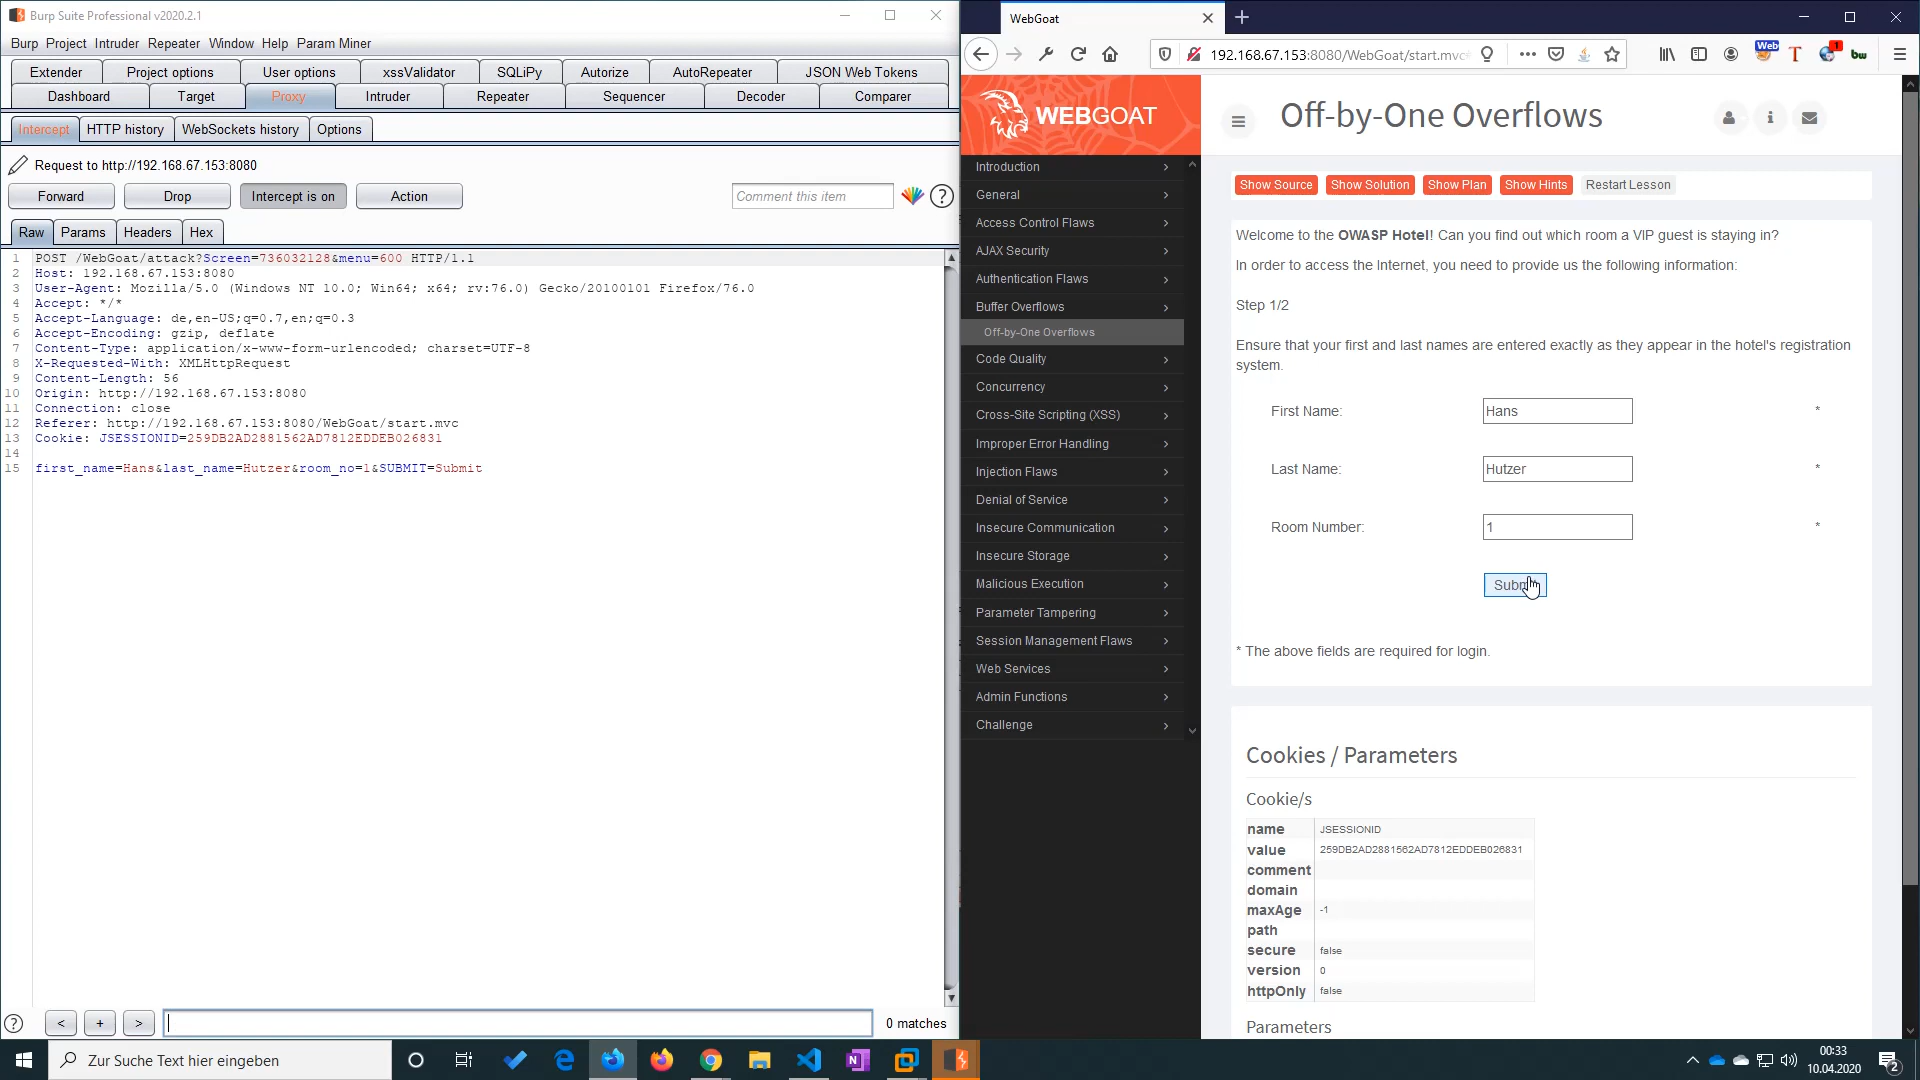 Burp Suite Professional v2020.2.1
Burp Project Intruder Repeater Window Help Param Miner
Extender Project options User options xssValidator SQLiPy Autorize AutoRepeater JSON Web Tokens
Dashboard Target Proxy Intruder Repeater Sequencer Decoder Comparer
Intercept HTTP history WebSockets history Options
Request to http://192.168.67.153:8080
Forward Drop Intercept is on Action Comment this item ?
Raw Params Headers Hex
1 POST /WebGoat/attack?Screen=736032128&menu=600 HTTP/1.1
2 Host: 192.168.67.153:8080
3 User-Agent: Mozilla/5.0 (Windows NT 10.0; Win64; x64; rv:76.0) Gecko/20100101 Firefox/76.0
4 Accept: */*
5 Accept-Language: de,en-US;q=0.7,en;q=0.3
6 Accept-Encoding: gzip, deflate
7 Content-Type: application/x-www-form-urlencoded; charset=UTF-8
8 X-Requested-With: XMLHttpRequest
9 Content-Length: 56
10 Origin: http://192.168.67.153:8080
11 Connection: close
12 Referer: http://192.168.67.153:8080/WebGoat/start.mvc
13 Cookie: JSESSIONID=259DB2AD2881562AD7812EDDEB026831
14
15 first_name=Hans&last_name=Hutzer&room_no=1&SUBMIT=Submit
? < + > 0 matches
WebGoat
192.168.67.153:8080/WebGoat/start.mvc
Web T 1 bw
WEBGOAT
Off-by-One Overflows
Introduction
General
Access Control Flaws
AJAX Security
Authentication Flaws
Buffer Overflows
Off-by-One Overflows
Code Quality
Concurrency
Cross-Site Scripting (XSS)
Improper Error Handling
Injection Flaws
Denial of Service
Insecure Communication
Insecure Storage
Malicious Execution
Parameter Tampering
Session Management Flaws
Web Services
Admin Functions
Challenge
Show Source Show Solution Show Plan Show Hints Restart Lesson
Welcome to the OWASP Hotel! Can you find out which room a VIP guest is staying in?
In order to access the Internet, you need to provide us the following information:
Step 1/2
Ensure that your first and last names are entered exactly as they appear in the hotel's registration
system.
First Name: Hans *
Last Name: Hutzer *
Room Number: 1 *
Subm
* The above fields are required for login.
Cookies / Parameters
Cookie/s
name JSESSIONID
value 259DB2AD2881562AD7812EDDEB026831
comment
domain
maxAge -1
path
secure false
version 0
httpOnly false
Parameters
Zur Suche Text hier eingeben
00:33
10.04.2020
2